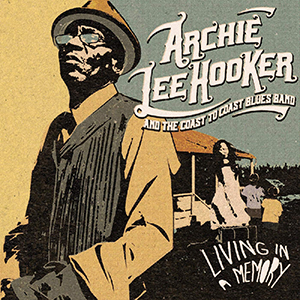 ARCHIE
LEE HOOKER
AND THE COAST TO COAST BLUES BAND
LIVING IN
A MEMORY